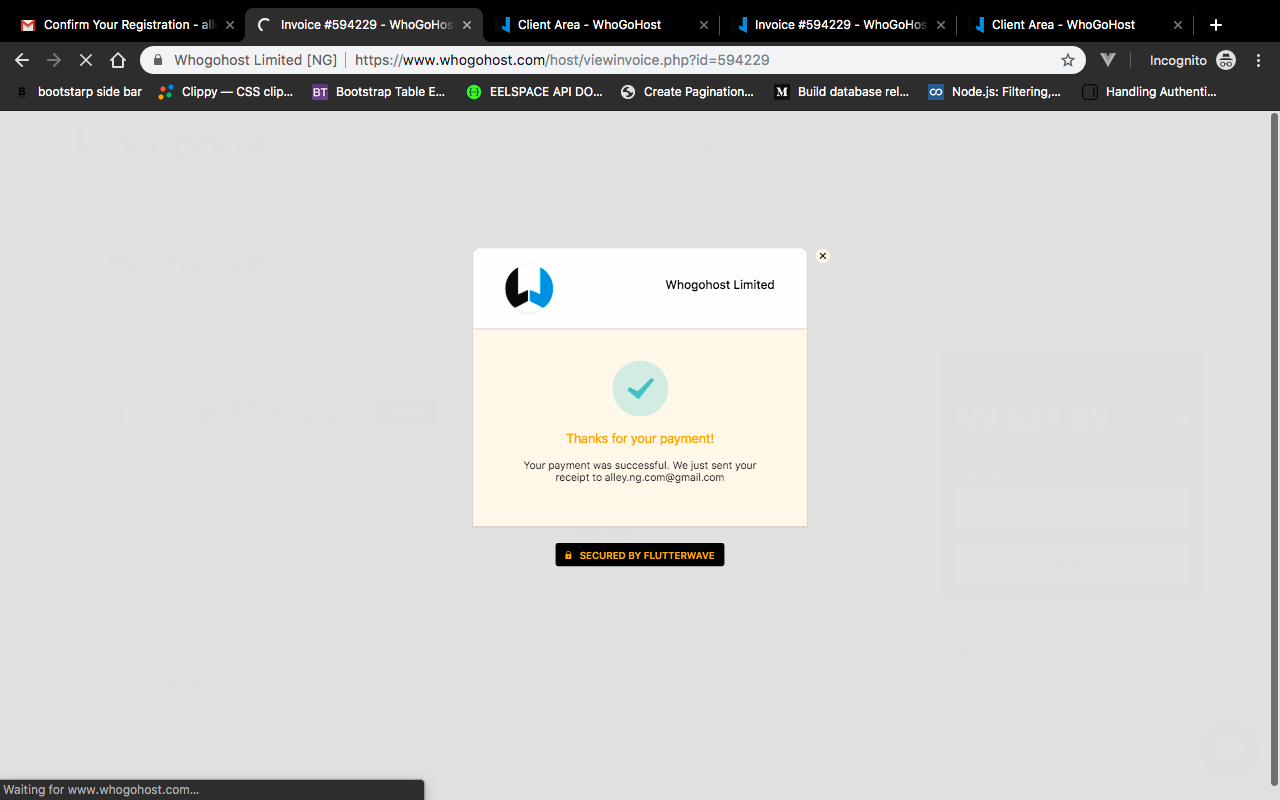 Confirm Your Registration - all
Invoice #594229 - WhoGoHos
Client Area - WhoGoHost
Invoice #594229 - WhoGoHos
Client Area - WhoGoHost
Whogohost Limited [NG]
https://www.whogohost.com/host/viewinvoice.php?id=594229
Incognito
B bootstarp side bar
Clippy — CSS clip...
BT Bootstrap Table E...
EELSPACE API DO...
Create Pagination...
M Build database rel...
Node.js: Filtering,...
Handling Authenti...
Whogohost Limited
Thanks for your payment!
Your payment was successful. We just sent your
receipt to alley.ng.com@gmail.com
SECURED BY FLUTTERWAVE
Waiting for www.whogohost.com...